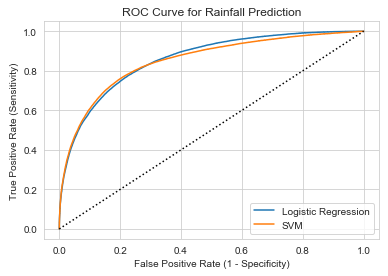 ROC Curve for Rainfall Prediction
True Positive Rate (Sensitivity)
1.0
0.8
0.6
0.4
0.2
0.0
Logistic Regression
SVM
0.0 0.2 0.4 0.6 0.8 1.0
False Positive Rate (1 - Specificity)